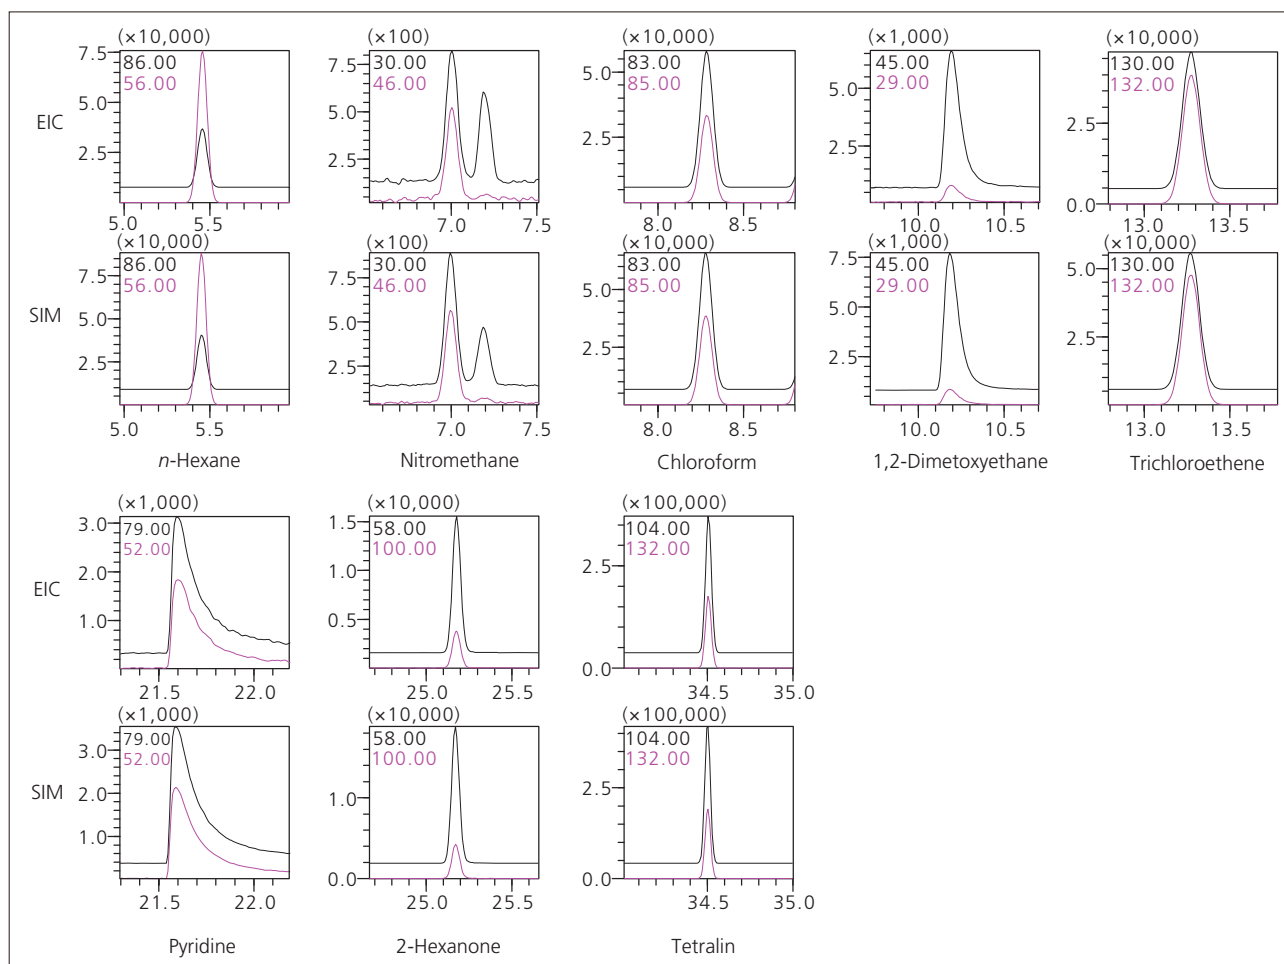 (×10,000) (×100) (×10,000) (×1,000) (×10,000)
EIC
7.5 5.0 2.5 86.00 56.00 5.0 5.5
7.5 5.0 2.5 30.00 46.00 7.0 7.5
5.0 2.5 83.00 85.00 8.0 8.5
5.0 2.5 45.00 29.00 10.0 10.5
2.5 0.0 130.00 132.00 13.0 13.5
(×10,000) (×100) (×10,000) (×1,000) (×10,000)
SIM
7.5 5.0 2.5 86.00 56.00 5.0 5.5
7.5 5.0 2.5 30.00 46.00 7.0 7.5
5.0 2.5 83.00 85.00 8.0 8.5
7.5 5.0 2.5 45.00 29.00 10.0 10.5
5.0 2.5 130.00 132.00 13.0 13.5
n-Hexane Nitromethane Chloroform 1,2-Dimetoxyethane Trichloroethene
(×1,000) (×10,000) (×100,000)
EIC
3.0 2.0 1.0 79.00 52.00 21.5 22.0
1.5 1.0 0.5 58.00 100.00 25.0 25.5
2.5 0.0 104.00 132.00 34.5 35.0
(×1,000) (×10,000) (×100,000)
SIM
3.0 2.0 1.0 79.00 52.00 21.5 22.0
1.0 0.0 58.00 100.00 25.0 25.5
2.5 0.0 104.00 132.00 34.5 35.0
Pyridine 2-Hexanone Tetralin